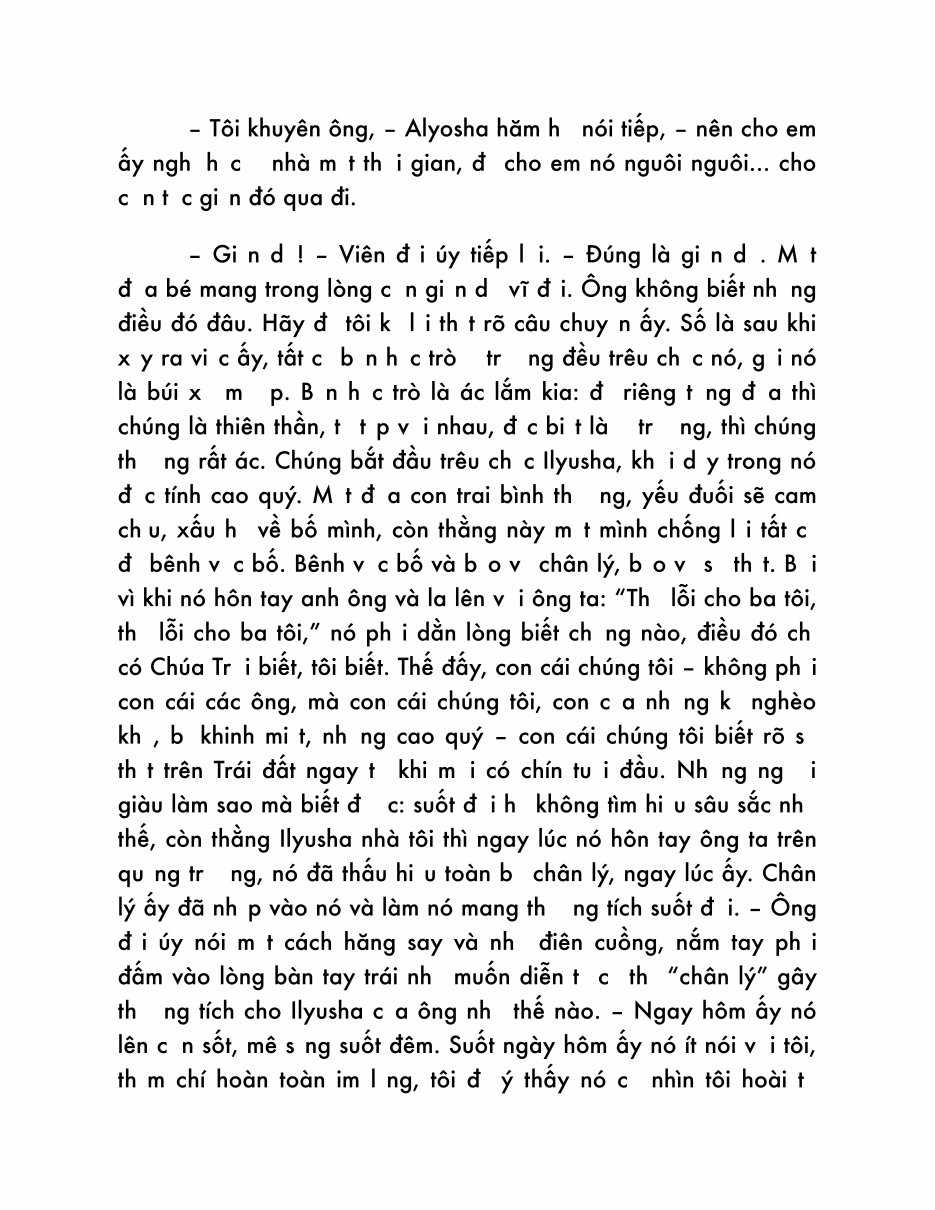 – Tôi khuyên ông, – Alyosha hăm h nói tiếp, – nên cho em
ấy ngh h c nhà m t th i gian, đ cho em nó nguôi nguôi... cho
c n t c gi n đó qua đi.
– Gi n d ! – Viên đ i úy tiếp l i. – Đúng là gi n d . M t
đ a bé mang trong lòng c n gi n d vĩ đ i. Ông không biết nh ng
điều đó đâu. Hãy đ tôi k l i th t rõ câu chuy n ấy. Số là sau khi
x y ra vi c ấy, tất c b n h c trò tr ng đều trêu ch c nó, g i nó
là búi x m p. B n h c trò là ác lắm kia: đ riêng t ng đ a thì
chúng là thiên thần, t t p v i nhau, đ c bi t là tr ng, thì chúng
th ng rất ác. Chúng bắt đầu trêu ch c Ilyusha, kh i d y trong nó
đ c tính cao quý. M t đ a con trai bình th ng, yếu đuối sẽ cam
ch u, xấu h về bố mình, còn thằng này m t mình chống l i tất c
đ bênh v c bố. Bênh v c bố và b o v chân lý, b o v s th t. B i
vì khi nó hôn tay anh ông và la lên v i ông ta: “Th lỗi cho ba tôi,
th lỗi cho ba tôi,” nó ph i dằn lòng biết ch ng nào, điều đó ch
có Chúa Tr i biết, tôi biết. Thế đấy, con cái chúng tôi – không ph i
con cái các ông, mà con cái chúng tôi, con c a nh ng k nghèo
kh , b khinh mi t, nh ng cao quý – con cái chúng tôi biết rõ s
th t trên Trái đất ngay t khi m i có chín tu i đầu. Nh ng ng i
giàu làm sao mà biết đ c: suốt đ i h không tìm hi u sâu sắc nh
thế, còn thằng Ilyusha nhà tôi thì ngay lúc nó hôn tay ông ta trên
qu ng tr ng, nó đã thấu hi u toàn b chân lý, ngay lúc ấy. Chân
lý ấy đã nh p vào nó và làm nó mang th ng tích suốt đ i. – Ông
đ i úy nói m t cách hăng say và nh điên cuồng, nắm tay ph i
đấm vào lòng bàn tay trái nh muốn diễn t c th “chân lý” gây
th ng tích cho Ilyusha c a ông nh thế nào. – Ngay hôm ấy nó
lên c n sốt, mê s ng suốt đêm. Suốt ngày hôm ấy nó ít nói v i tôi,
th m chí hoàn toàn im l ng, tôi đ ý thấy nó c nhìn tôi hoài t